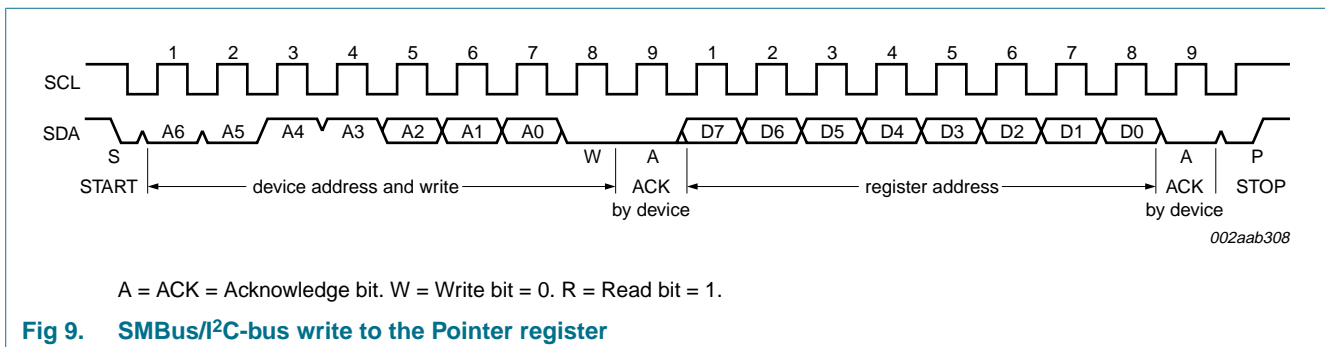 1 2 3 4 5 6 7 8 9 1 2 3 4 5 6 7 8 9
SCL
SDA A6 A5 A4 A3 A2 A1 A0 D7 D6 D5 D4 D3 D2 D1 D0
S W A A P
START device address and write ACK register address ACK STOP
by device by device
002aab308
A = ACK = Acknowledge bit. W = Write bit = 0. R = Read bit = 1.
Fig 9. SMBus/I²C-bus write to the Pointer register